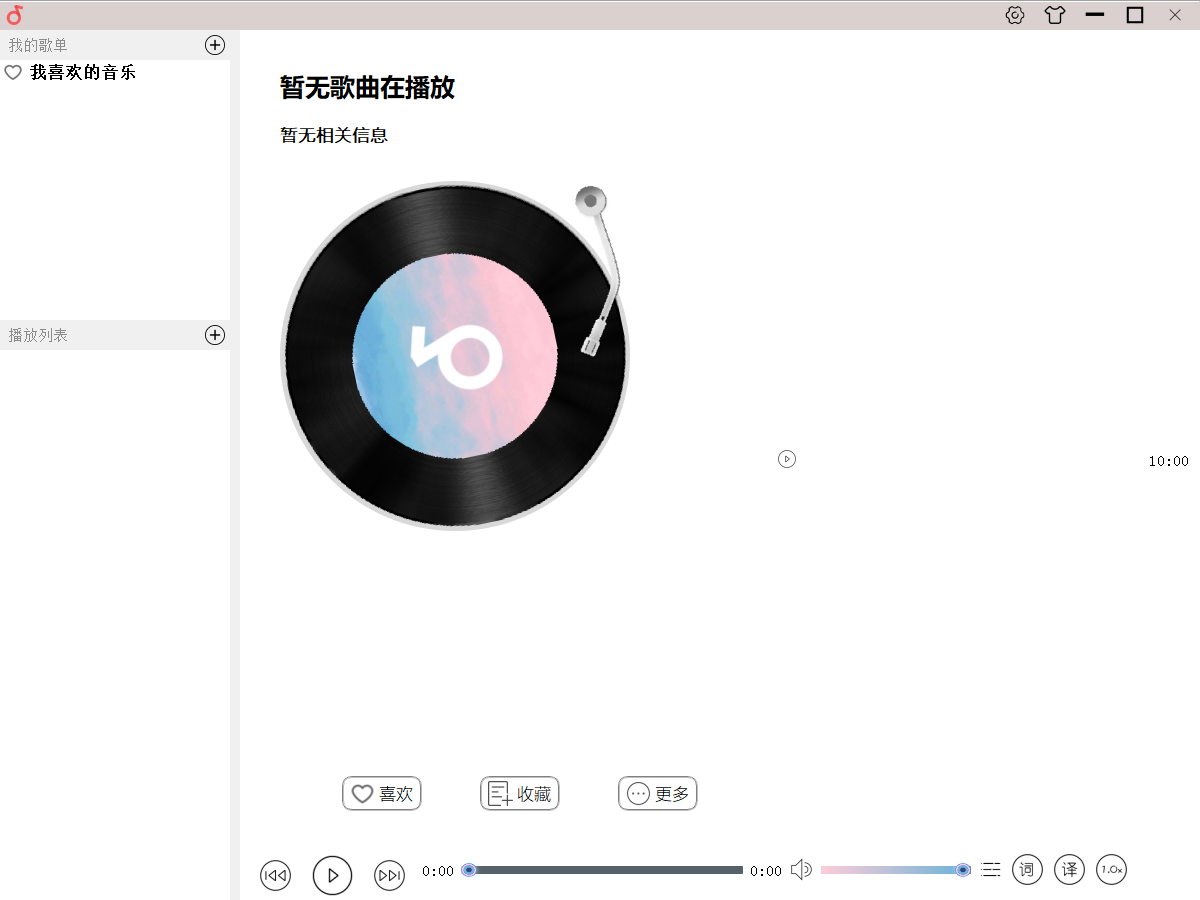 我的歌单
我喜欢的音乐
暂无歌曲在播放
暂无相关信息
播放列表
10:00
喜欢
收藏
更多
0:00
0:00
词
译
1.0x